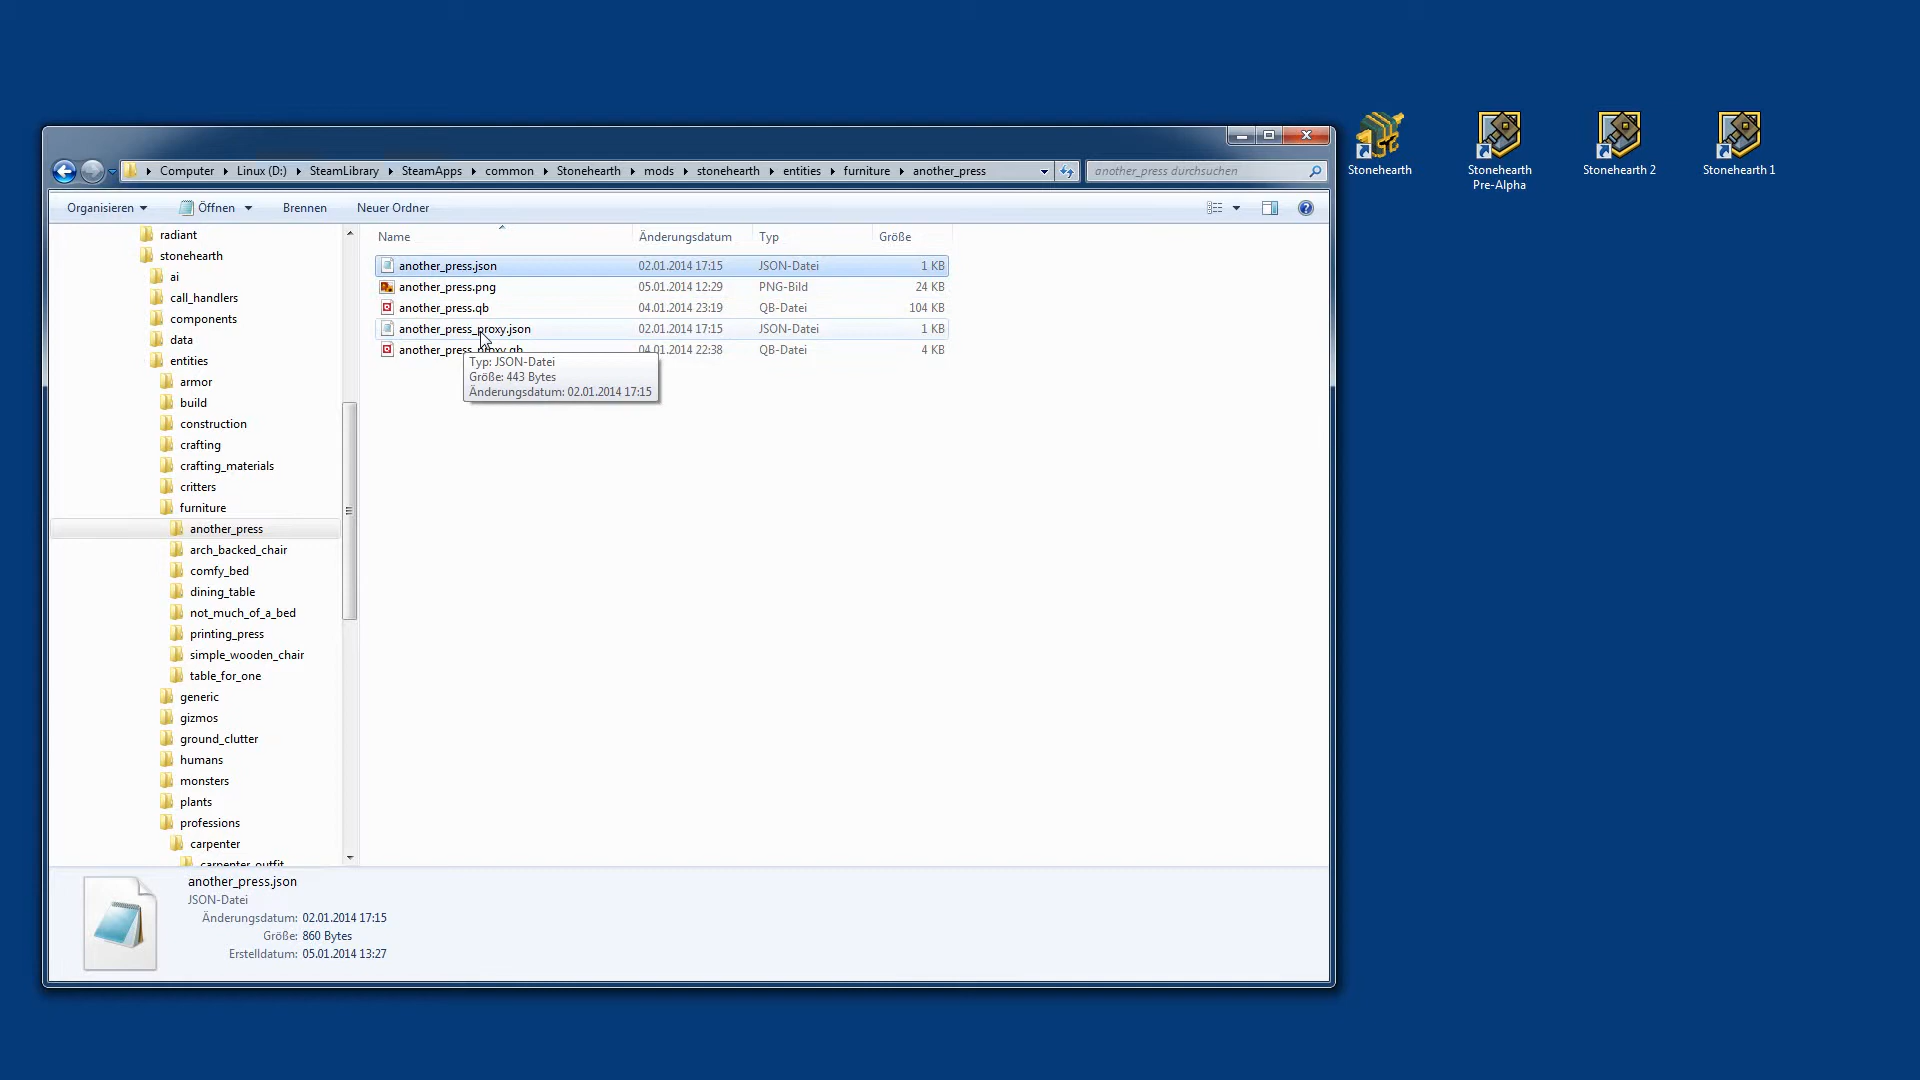 Computer Linux (D:) SteamLibrary SteamApps common Stonehearth mods stonehearth entities furniture another_press
another_press durchsuchen
Organisieren Öffnen Brennen Neuer Ordner
radiant
stonehearth
ai
call_handlers
components
data
entities
armor
build
construction
crafting
crafting_materials
critters
furniture
another_press
arch_backed_chair
comfy_bed
dining_table
not_much_of_a_bed
printing_press
simple_wooden_chair
table_for_one
generic
gizmos
ground_clutter
humans
monsters
plants
professions
carpenter
carpenter_outfit
Name Änderungsdatum Typ Größe
another_press.json 02.01.2014 17:15 JSON-Datei 1 KB
another_press.png 05.01.2014 12:29 PNG-Bild 24 KB
another_press.qb 04.01.2014 23:19 QB-Datei 104 KB
another_press_proxy.json 02.01.2014 17:15 JSON-Datei 1 KB
another_press_proxy.qb 04.01.2014 22:38 QB-Datei 4 KB
Typ: JSON-Datei
Größe: 443 Bytes
Änderungsdatum: 02.01.2014 17:15
another_press.json
JSON-Datei
Änderungsdatum: 02.01.2014 17:15
Größe: 860 Bytes
Erstelldatum: 05.01.2014 13:27
Stonehearth
Stonehearth
Pre-Alpha
Stonehearth 2
Stonehearth 1